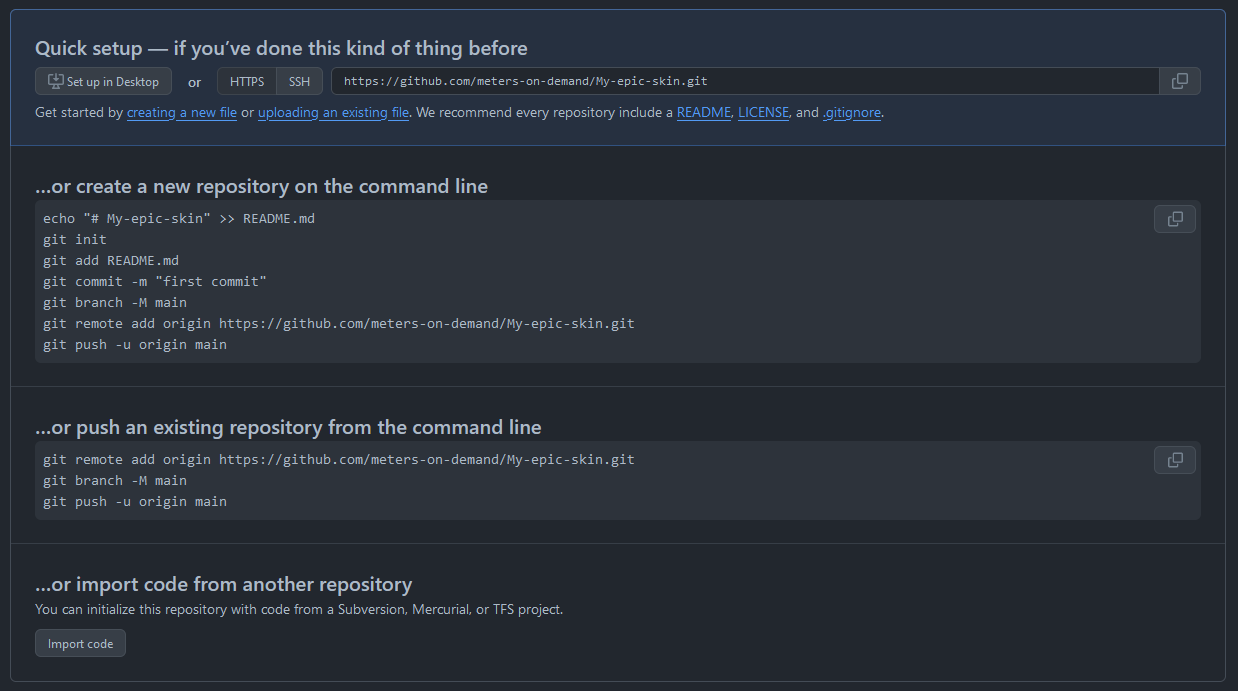 Quick setup — if you’ve done this kind of thing before
Set up in Desktop or HTTPS SSH https://github.com/meters-on-demand/My-epic-skin.git
Get started by creating a new file or uploading an existing file. We recommend every repository include a README, LICENSE, and .gitignore.
…or create a new repository on the command line
echo "# My-epic-skin" >> README.md
git init
git add README.md
git commit -m "first commit"
git branch -M main
git remote add origin https://github.com/meters-on-demand/My-epic-skin.git
git push -u origin main
…or push an existing repository from the command line
git remote add origin https://github.com/meters-on-demand/My-epic-skin.git
git branch -M main
git push -u origin main
…or import code from another repository
You can initialize this repository with code from a Subversion, Mercurial, or TFS project.
Import code